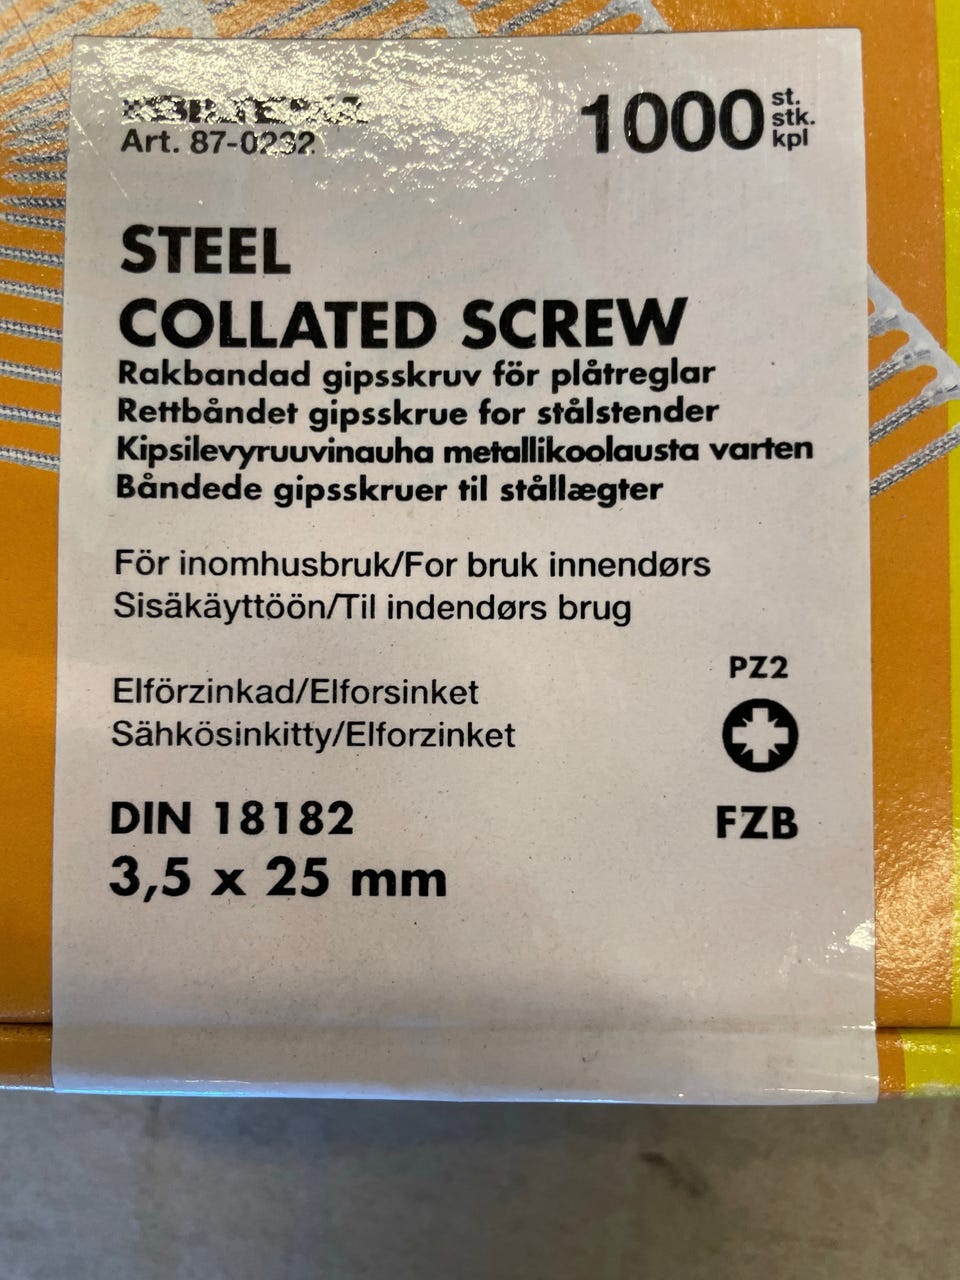 Art. 87-0232
1000 st. stk. kpl
STEEL
COLLATED SCREW
Rakbandad gipsskruv för plåtreglar
Rettbåndet gipsskrue for stålstender
Kipsilevyruuvinauha metallikoolausta varten
Båndede gipsskruer til stållægter
För inomhusbruk/For bruk innendørs
Sisäkäyttöön/Til indendørs brug
Elförzinkad/Elforsinket
Sähkösinkitty/Elforzinket
PZ2
DIN 18182
FZB
3,5 x 25 mm